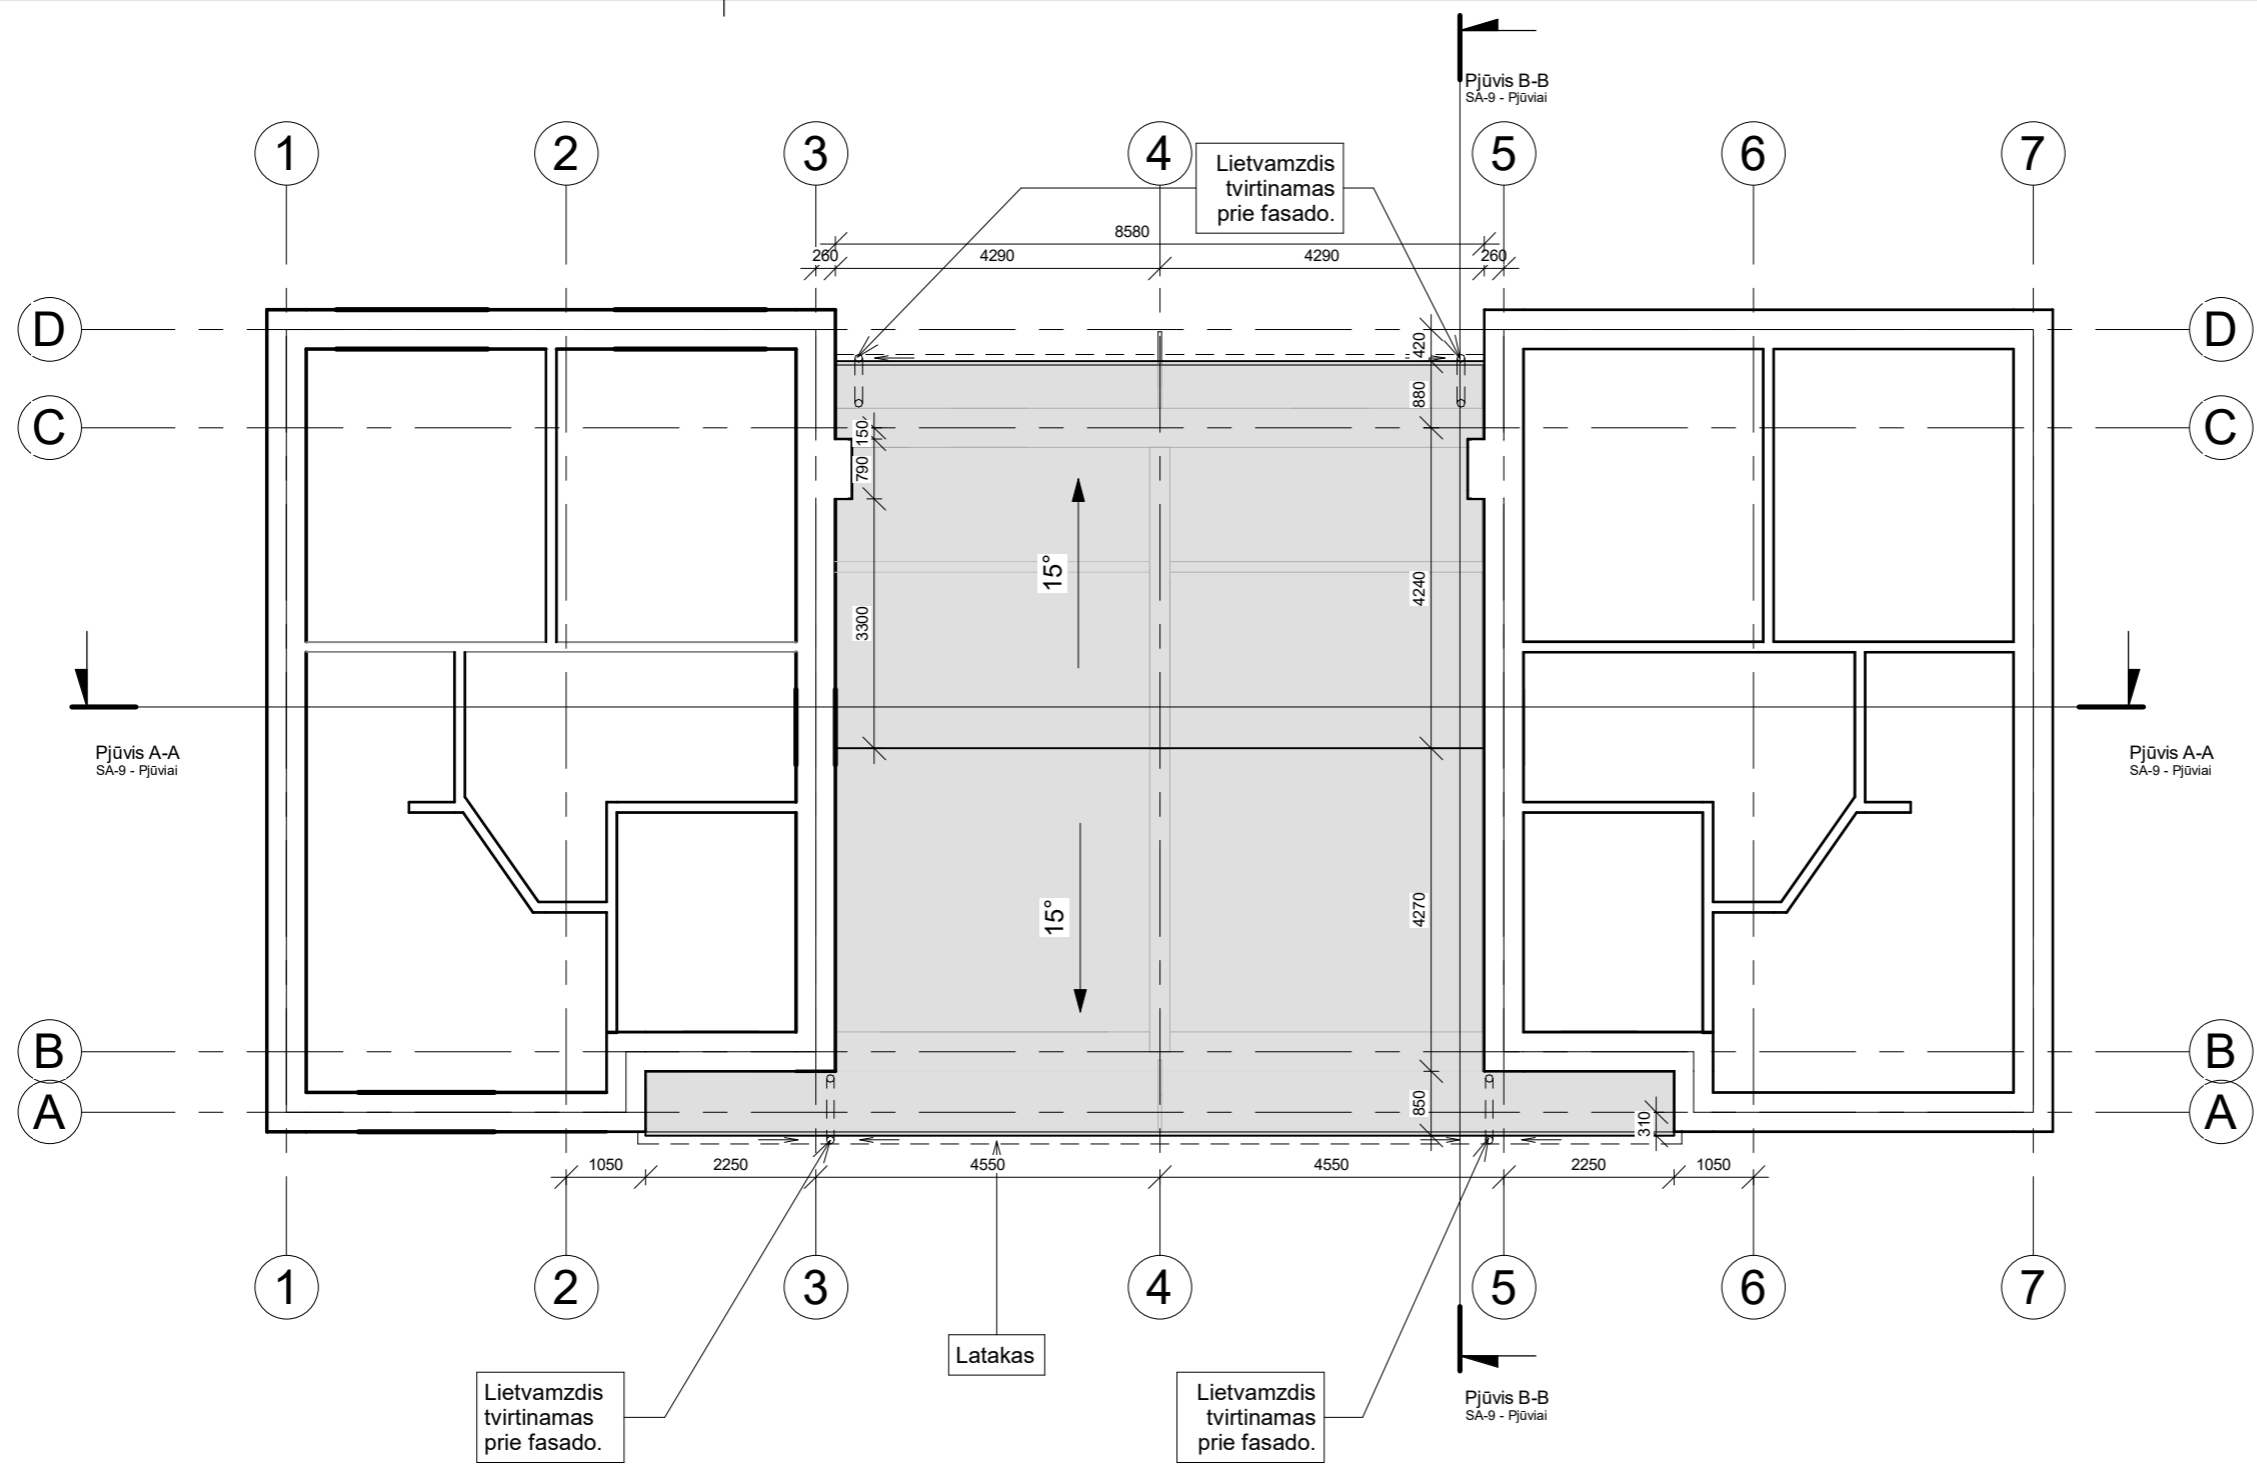 Pjūvis B-B
SA-9 - Pjūviai
1
2
3
4
5
6
7
Lietvamzdis
tvirtinamas
prie fasado.
8580
260
4290
4290
260
D
D
420
880
C
C
150
790
15°
4240
3300
Pjūvis A-A
SA-9 - Pjūviai
Pjūvis A-A
SA-9 - Pjūviai
15°
4270
B
B
A
A
850
310
1050
2250
4550
4550
2250
1050
1
2
3
4
5
6
7
Latakas
Lietvamzdis
tvirtinamas
prie fasado.
Lietvamzdis
tvirtinamas
prie fasado.
Pjūvis B-B
SA-9 - Pjūviai